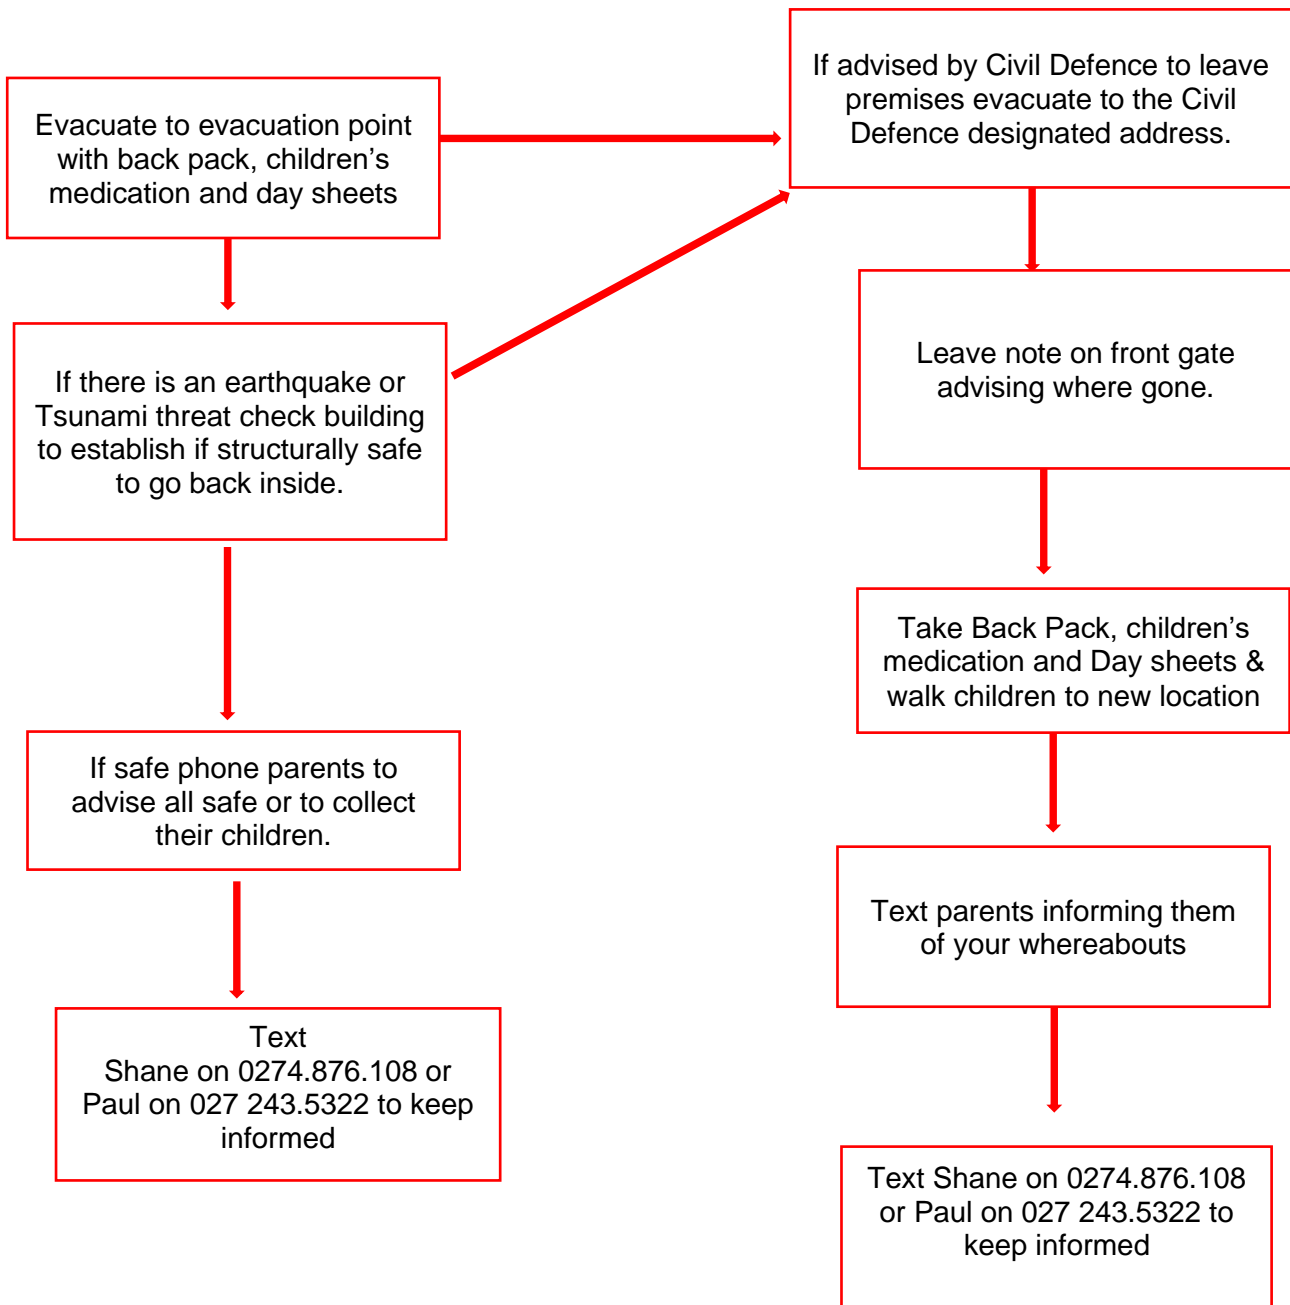 Evacuate to evacuation point
with back pack, children’s
medication and day sheets
If there is an earthquake or
Tsunami threat check building
to establish if structurally safe
to go back inside.
If safe phone parents to
advise all safe or to collect
their children.
Text
Shane on 0274.876.108 or
Paul on 027 243.5322 to keep
informed
If advised by Civil Defence to leave
premises evacuate to the Civil
Defence designated address.
Leave note on front gate
advising where gone.
Take Back Pack, children’s
medication and Day sheets &
walk children to new location
Text parents informing them
of your whereabouts
Text Shane on 0274.876.108
or Paul on 027 243.5322 to
keep informed